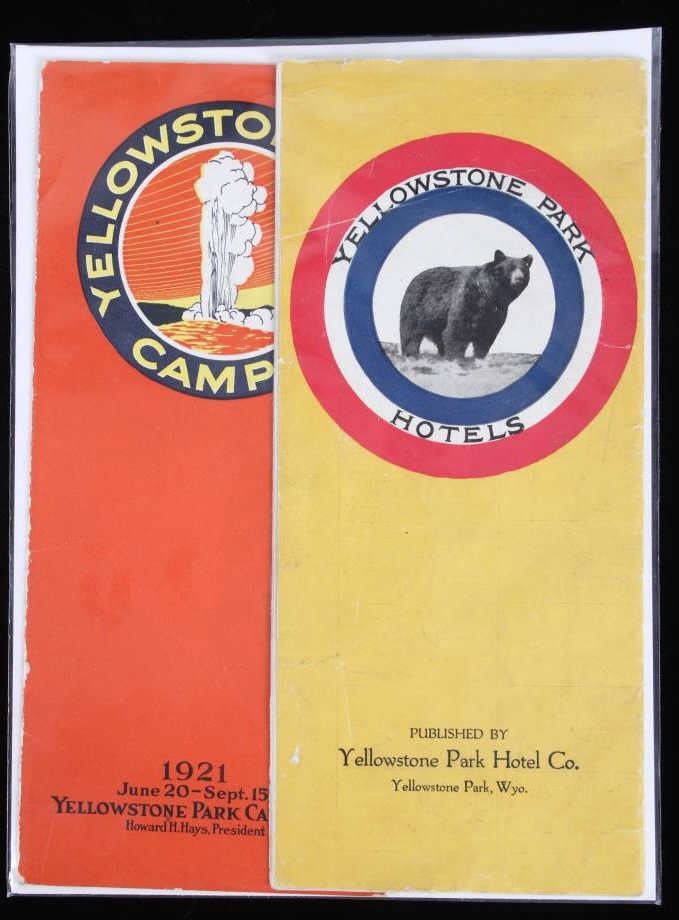 YELLOWSTO
CAMP
1921
June 20-Sept. 15
YELLOWSTONE PARK CA
Howard H. Hays, President
YELLOWSTONE PARK
HOTELS
PUBLISHED BY
Yellowstone Park Hotel Co.
Yellowstone Park, Wyo.